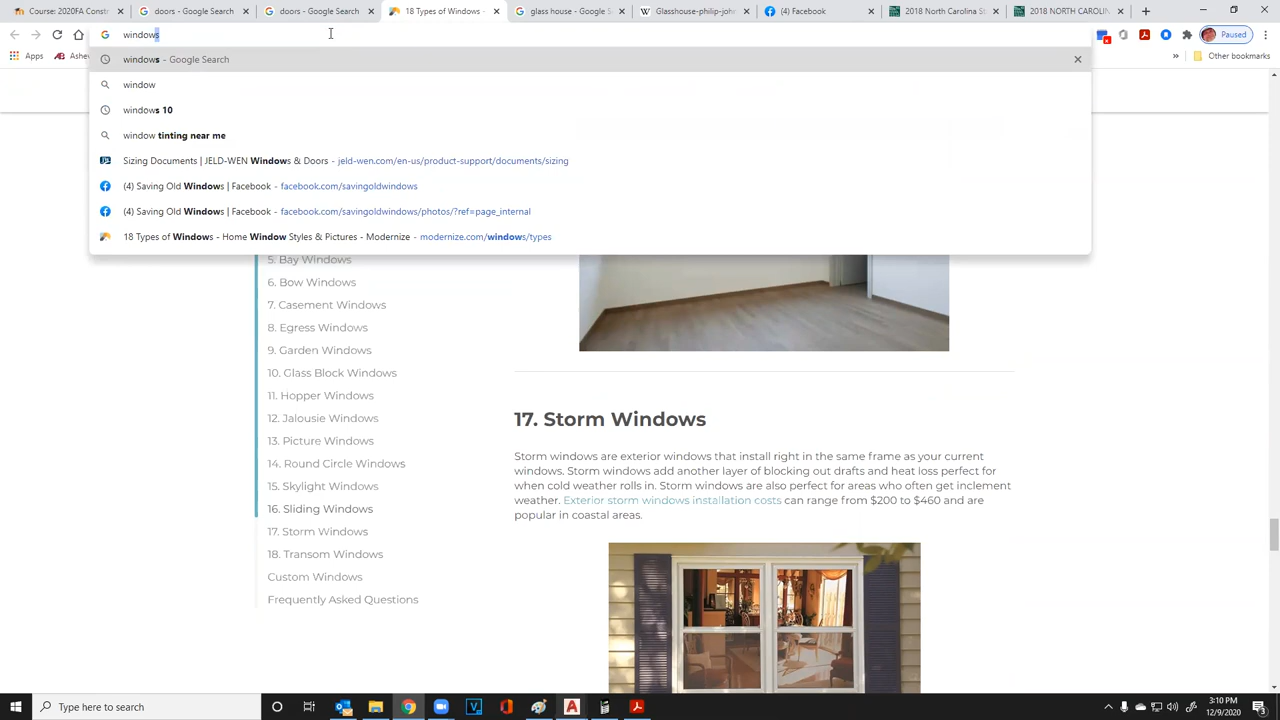 Course: 2020FA Constru
doors - Google Search
doors - Google Search
18 Types of Windows -
glass house - Google S
Glasshouse-philip-john
(4) Facebook
2018 North Carolina St
2018 NORTH CAROLIN
windows
Paused
Apps
Ashe
Other bookmarks
windows - Google Search
window
windows 10
window tinting near me
Sizing Documents | JELD-WEN Windows & Doors - jeld-wen.com/en-us/product-support/documents/sizing
(4) Saving Old Windows | Facebook - facebook.com/savingoldwindows
(4) Saving Old Windows | Facebook - facebook.com/savingoldwindows/photos/?ref=page_internal
18 Types of Windows - Home Window Styles & Pictures - Modernize - modernize.com/windows/types
5. Bay Windows
6. Bow Windows
7. Casement Windows
8. Egress Windows
9. Garden Windows
10. Glass Block Windows
11. Hopper Windows
12. Jalousie Windows
13. Picture Windows
14. Round Circle Windows
15. Skylight Windows
16. Sliding Windows
17. Storm Windows
18. Transom Windows
Custom Windows
Frequently Asked Questions
17. Storm Windows
Storm windows are exterior windows that install right in the same frame as your current
windows. Storm windows add another layer of blocking out drafts and heat loss perfect for
when cold weather rolls in. Storm windows are also perfect for areas who often get inclement
weather. Exterior storm windows installation costs can range from $200 to $460 and are
popular in coastal areas.
Type here to search
3:10 PM
12/9/2020